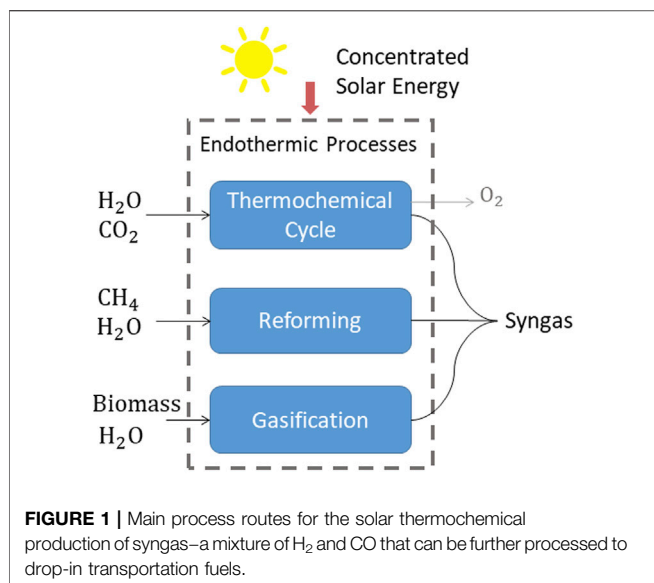 Concentrated
Solar Energy
Endothermic Processes
H₂O
CO₂
Thermochemical
Cycle
O₂
CH₄
H₂O
Reforming
Syngas
Biomass
H₂O
Gasification
FIGURE 1 | Main process routes for the solar thermochemical
production of syngas–a mixture of H₂ and CO that can be further processed to
drop-in transportation fuels.